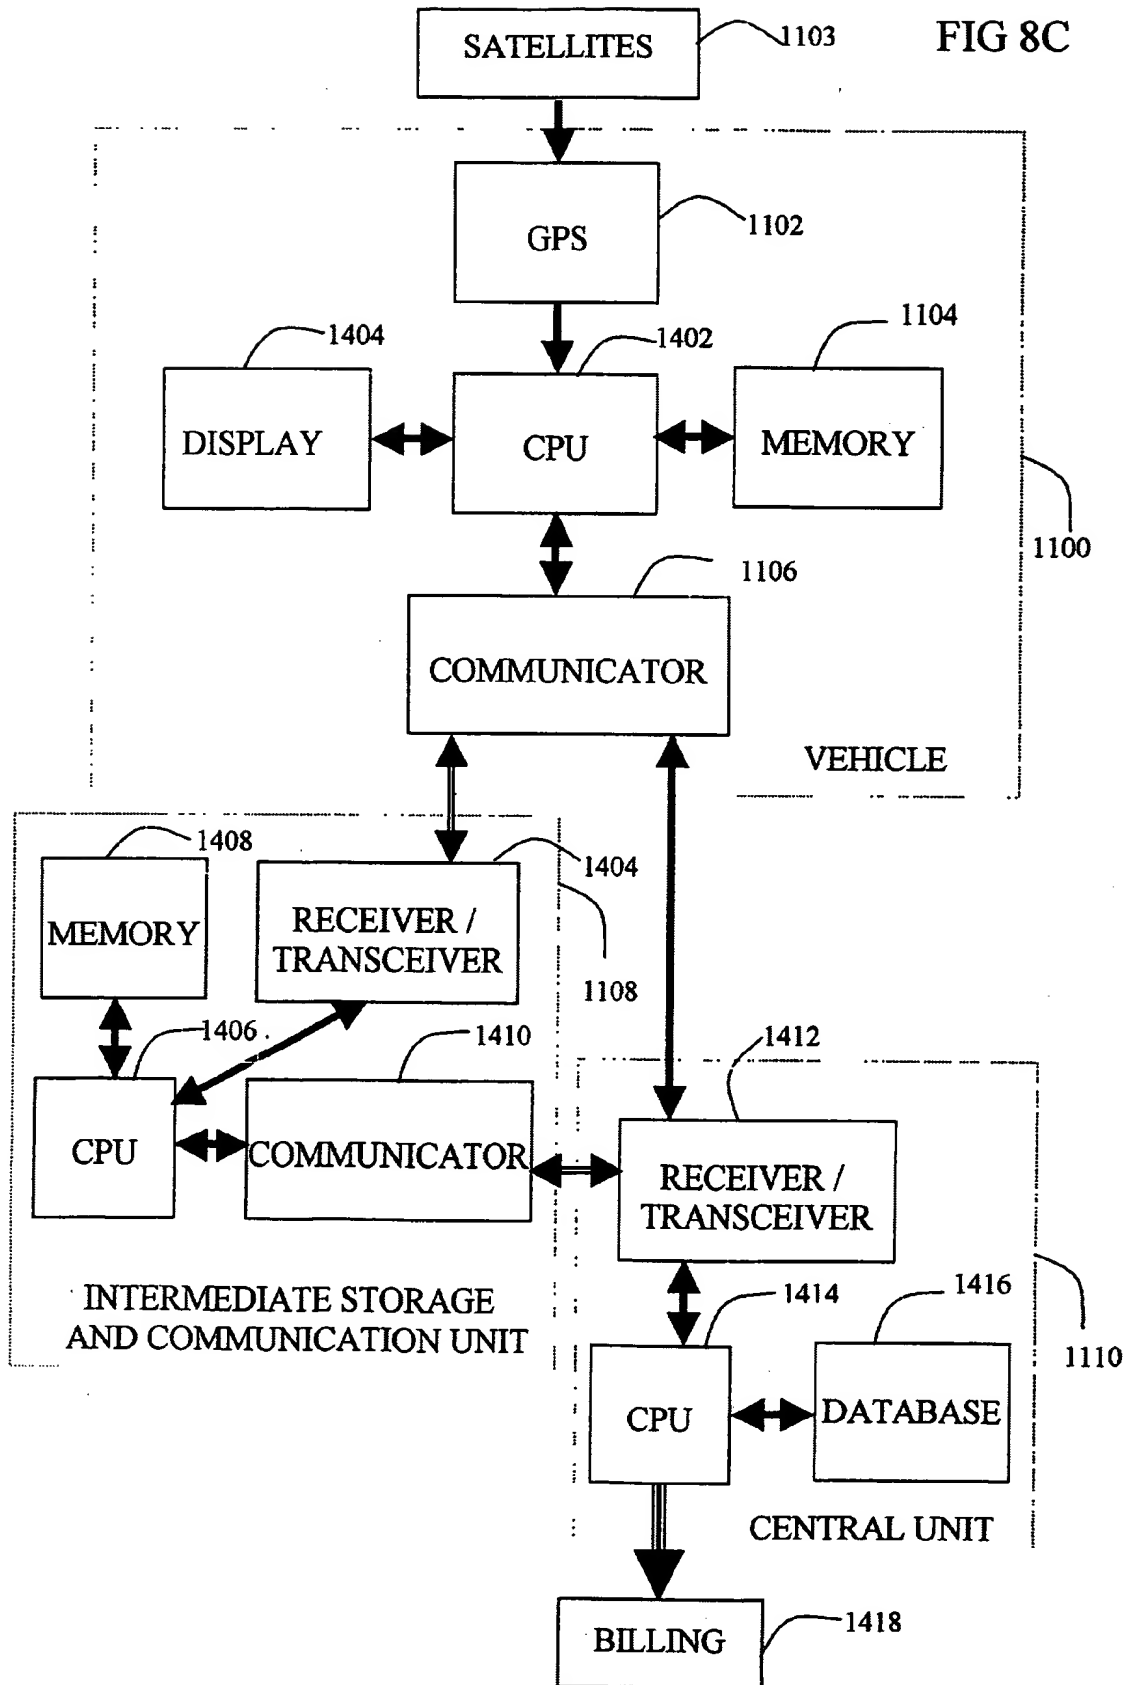 FIG 8C
SATELLITES
1103
GPS
1102
1404
1402
1104
DISPLAY
CPU
MEMORY
1100
1106
COMMUNICATOR
VEHICLE
1408
1404
MEMORY
RECEIVER /
TRANSCEIVER
1108
1406
1410
1412
CPU
COMMUNICATOR
RECEIVER /
TRANSCEIVER
INTERMEDIATE STORAGE
AND COMMUNICATION UNIT
1414
1416
1110
CPU
DATABASE
CENTRAL UNIT
BILLING
1418